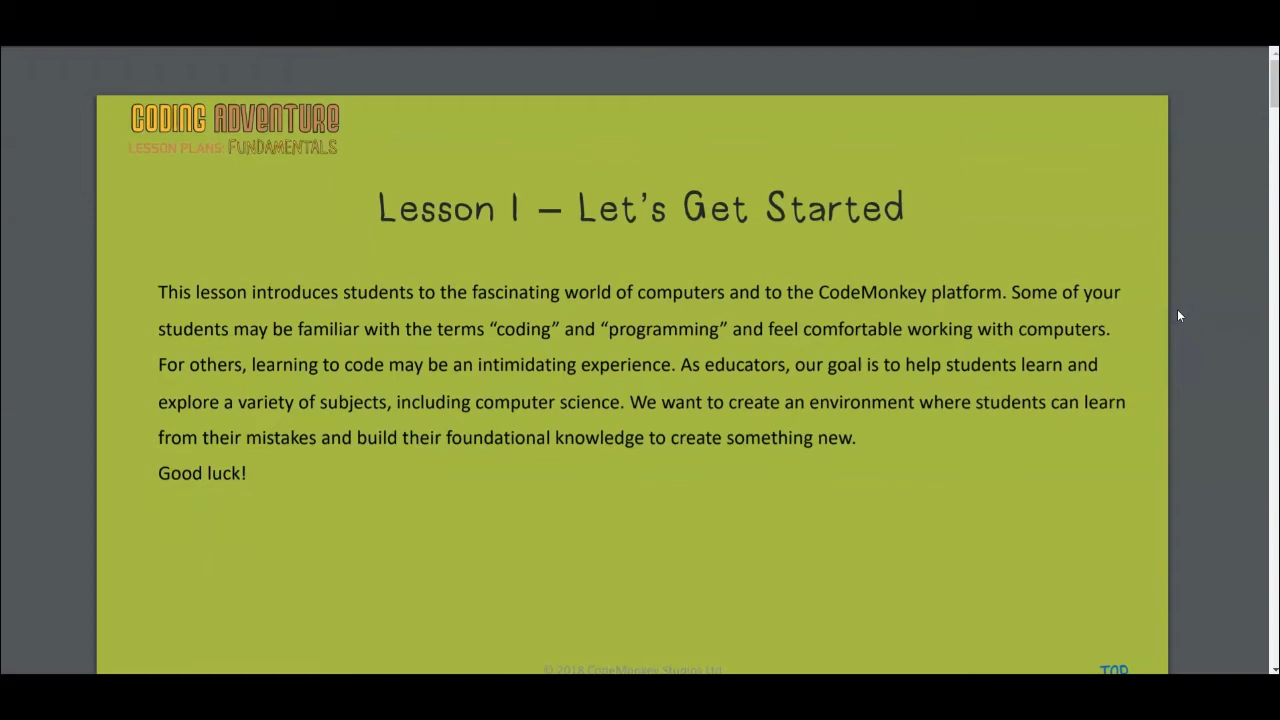 CODING ADVENTURE
LESSON PLANS: FUNDAMENTALS
Lesson 1 – Let's Get Started
This lesson introduces students to the fascinating world of computers and to the CodeMonkey platform. Some of your
students may be familiar with the terms “coding” and “programming” and feel comfortable working with computers.
For others, learning to code may be an intimidating experience. As educators, our goal is to help students learn and
explore a variety of subjects, including computer science. We want to create an environment where students can learn
from their mistakes and build their foundational knowledge to create something new.
Good luck!
© 2018 CodeMonkey Studios Ltd.
TOP